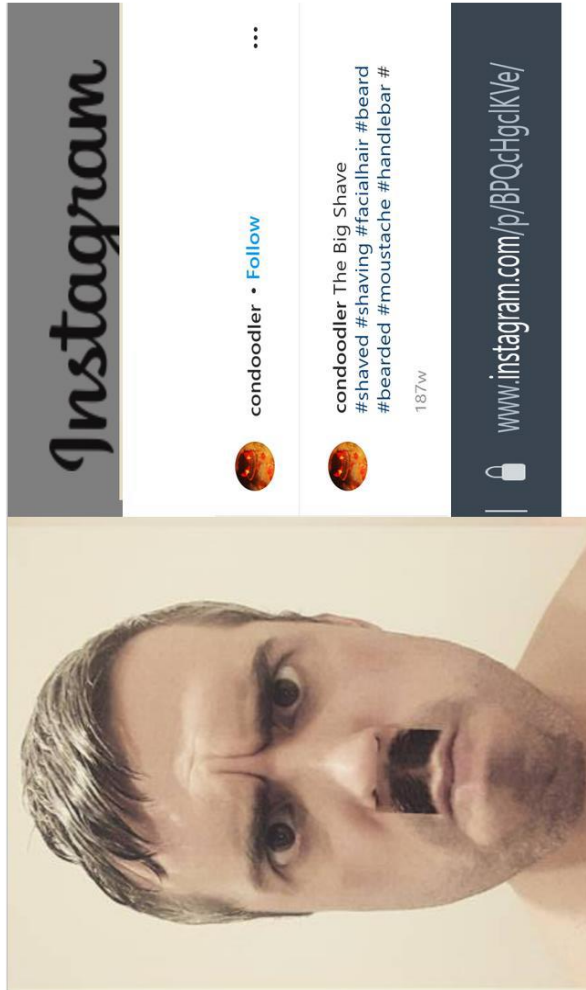 Instagram
condoodler • Follow
...
condoodler The Big Shave
#shaved #shaving #facialhair #beard
#bearded #moustache #handlebar #
187w
www.instagram.com/p/BPQcHgclKVe/